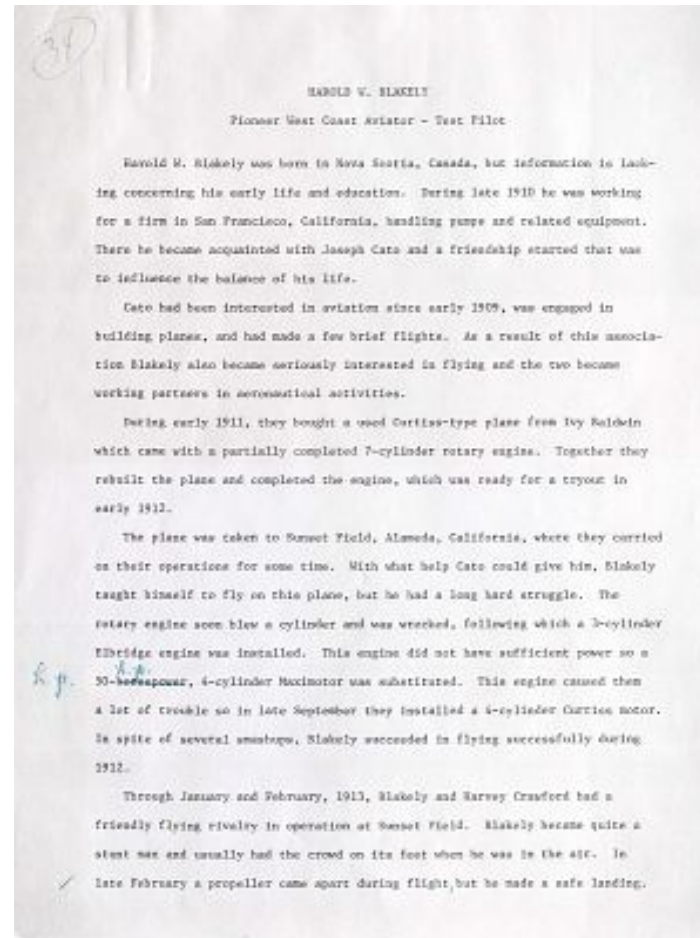 34
HAROLD W. BLAKELY
Pioneer West Coast Aviator - Test Pilot
Harold W. Blakely was born in Nova Scotia, Canada, but information is lack-
ing concerning his early life and education. During late 1910 he was working
for a firm in San Francisco, California, handling pumps and related equipment.
There he became acquainted with Joseph Cato and a friendship started that was
to influence the balance of his life.
Cato had been interested in aviation since early 1909, was engaged in
building planes, and had made a few brief flights. As a result of this associa-
tion Blakely also became seriously interested in flying and the two became
working partners in aeronautical activities.
During early 1911, they bought a used Curtiss-type plane from Ivy Baldwin
which came with a partially completed 7-cylinder rotary engine. Together they
rebuilt the plane and completed the engine, which was ready for a tryout in
early 1912.
The plane was taken to Sunset Field, Alameda, California, where they carried
on their operations for some time. With what help Cato could give him, Blakely
taught himself to fly on this plane, but he had a long hard struggle. The
rotary engine soon blew a cylinder and was wrecked, following which a 3-cylinder
Elbridge engine was installed. This engine did not have sufficient power so a
h.p. h.p.
50-horsepower, 4-cylinder Maximotor was substituted. This engine caused them
a lot of trouble so in late September they installed a 4-cylinder Curtiss motor.
In spite of several smashups, Blakely succeeded in flying successfully during
1912.
Through January and February, 1913, Blakely and Harvey Crawford had a
friendly flying rivalry in operation at Sunset Field. Blakely became quite a
stunt man and usually had the crowd on its feet when he was in the air. In
late February a propeller came apart during flight, but he made a safe landing.